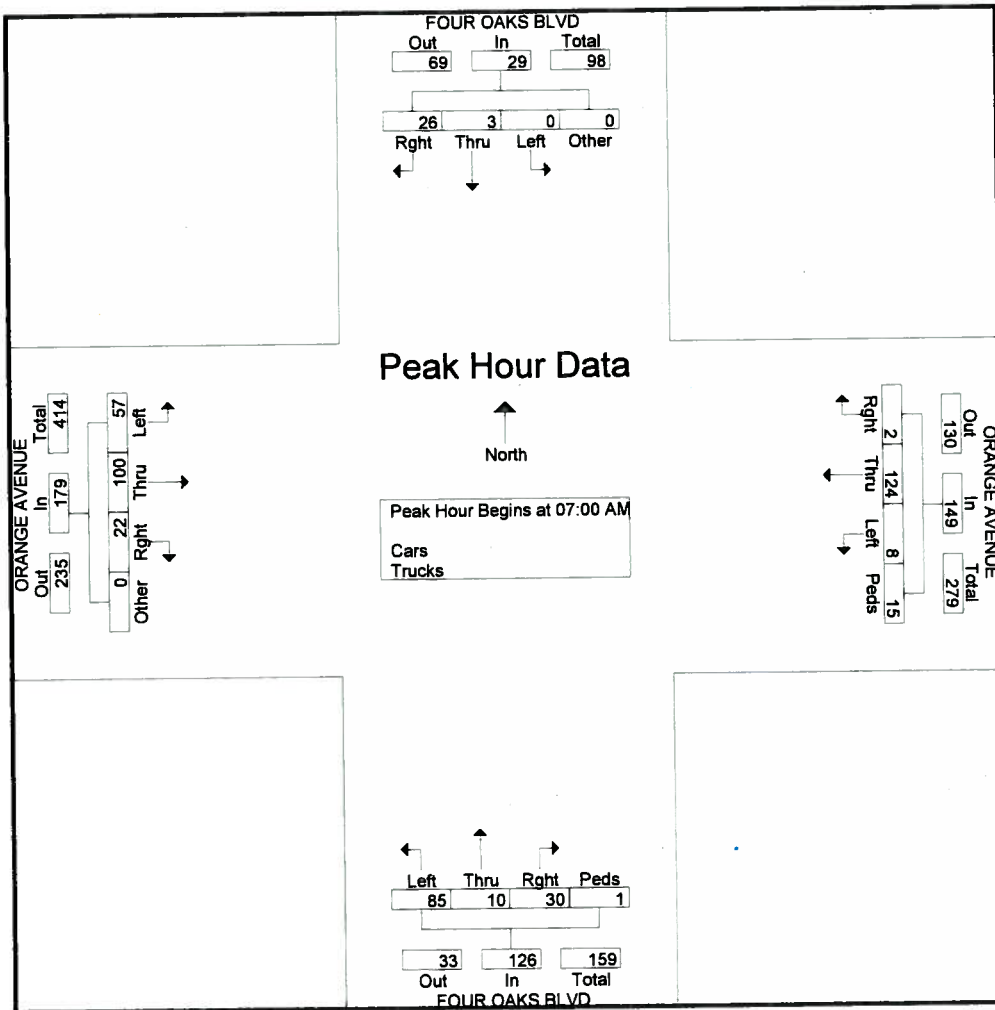 FOUR OAKS BLVD
Out In Total
69 29 98
26 3 0 0
Rght Thru Left Other
Peak Hour Data
North
Peak Hour Begins at 07:00 AM
Cars
Trucks
ORANGE AVENUE
Out In Total
235 179 414
0 22 100 57
Other Rght Thru Left
ORANGE AVENUE
Out In Total
130 149 279
2 124 8 15
Rght Thru Left Peds
Left Thru Rght Peds
85 10 30 1
33 126 159
Out In Total
FOUR OAKS BLVD